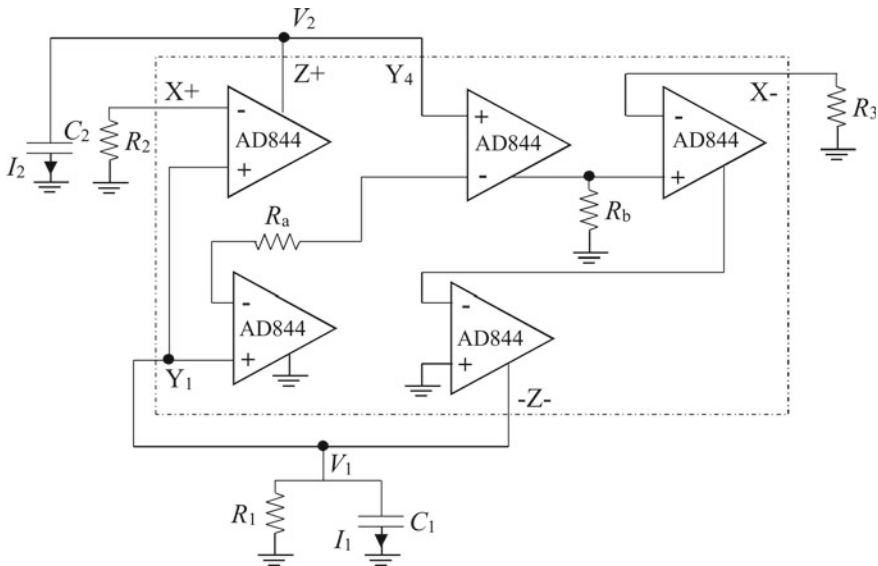 V2
Z+
Y4
X+
X-
R3
C2
R2
I2
-
AD844
+
+
AD844
-
-
AD844
+
Ra
Rb
-
AD844
+
-
AD844
+
Y1
-Z-
V1
R1
I1
C1